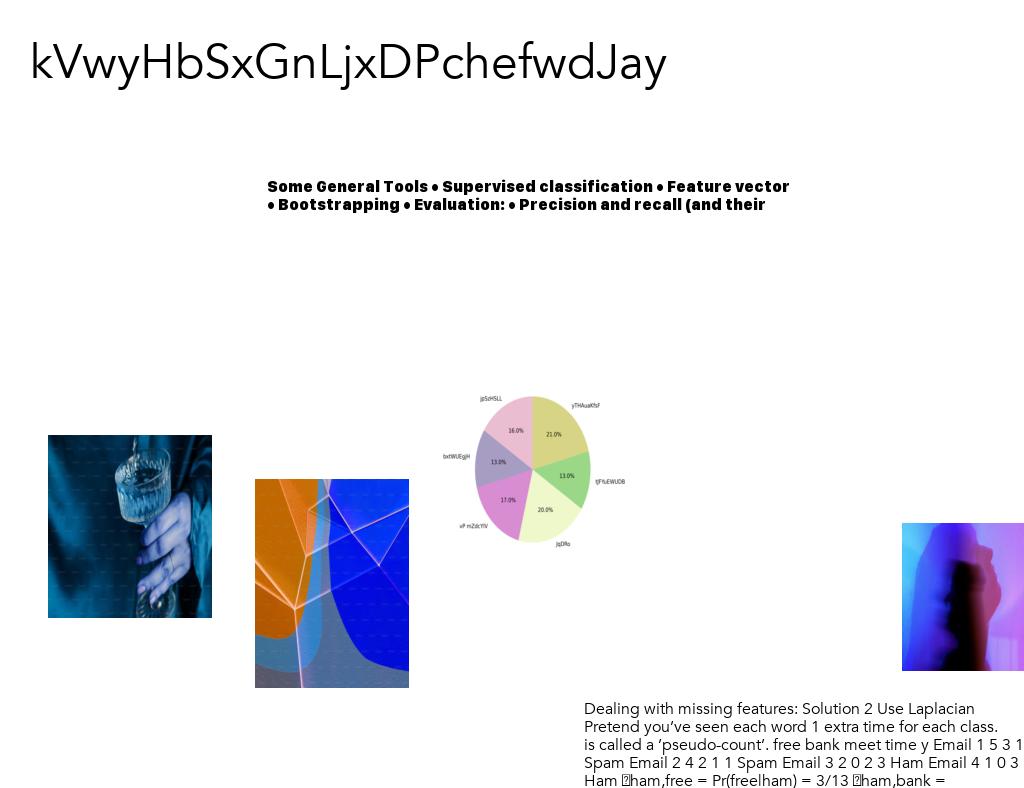 kVwyHbSxGnLjxDPchefwdJay
Some General Tools • Supervised classification • Feature vector
• Bootstrapping • Evaluation: • Precision and recall (and their
jpSzHSLL
yTHAuaKfsF
16.0%
21.0%
bxtWUEgjH
13.0%
13.0%
tjFfuEWUDB
17.0%
20.0%
vP mZdcYlV
JqDRo
Dealing with missing features: Solution 2 Use Laplacian
Pretend you’ve seen each word 1 extra time for each class.
is called a ‘pseudo-count’. free bank meet time y Email 1 5 3 1
Spam Email 2 4 2 1 1 Spam Email 3 2 0 2 3 Ham Email 4 1 0 3
Ham ham,free = Pr(free|ham) = 3/13 ham,bank =